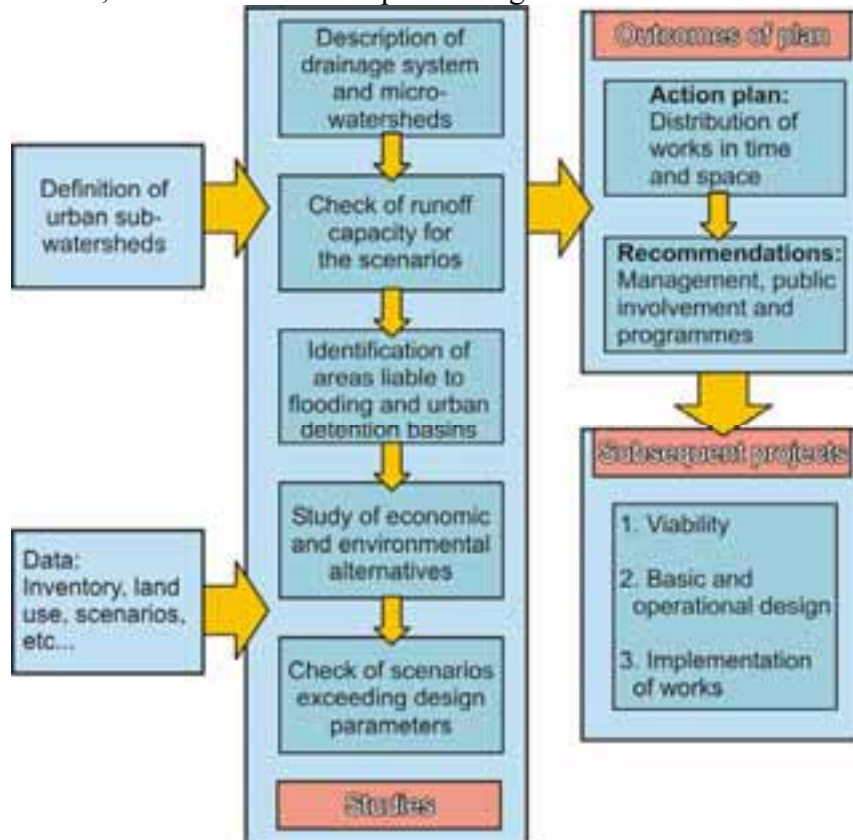 Definition of
urban sub-
watersheds
Data:
Inventory, land
use, scenarios,
etc...
Description of
drainage system
and micro-
watersheds
Check of runoff
capacity for
the scenarios
Identification of
areas liable to
flooding and urban
detention basins
Study of economic
and environmental
alternatives
Check of scenarios
exceeding design
parameters
Studies
Outcomes of plan
Action plan:
Distribution of
works in time
and space
Recommendations:
Management, public
involvement and
programmes
Subsequent projects
1. Viability
2. Basic and
operational design
3. Implementation
of works